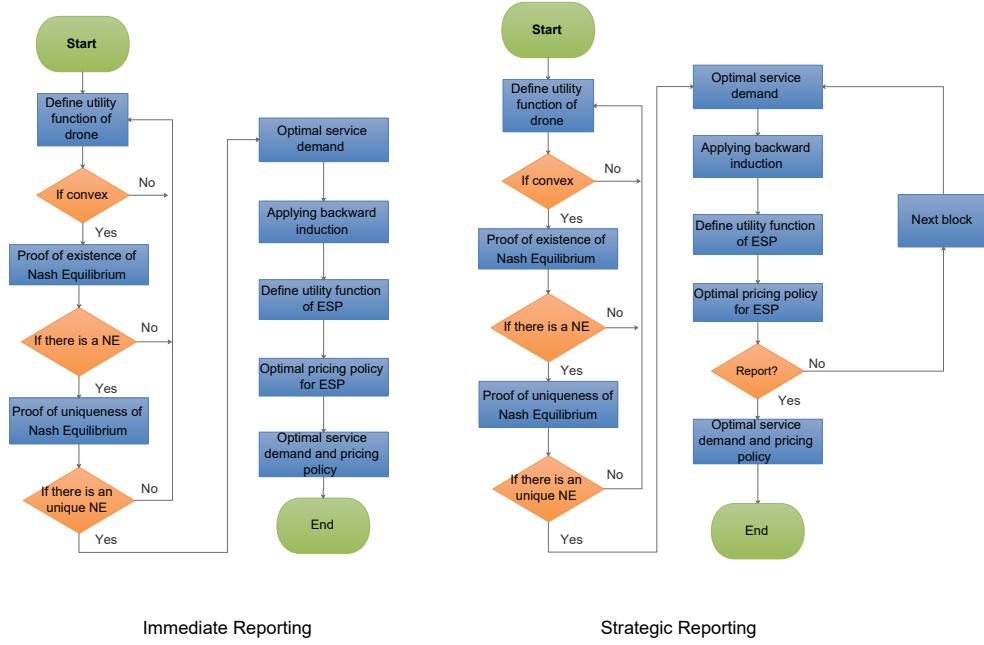 Start
Define utility
function of
drone
If convex
No
Yes
Proof of existence of
Nash Equilibrium
If there is a NE
No
Yes
Proof of uniqueness of
Nash Equilibrium
If there is an
unique NE
No
Yes
Optimal service
demand
Applying backward
induction
Define utility function
of ESP
Optimal pricing policy
for ESP
Optimal service
demand and pricing
policy
End
Immediate Reporting
Start
Define utility
function of
drone
If convex
No
Yes
Proof of existence of
Nash Equilibrium
If there is a NE
No
Yes
Proof of uniqueness of
Nash Equilibrium
If there is an
unique NE
No
Yes
Optimal service
demand
Applying backward
induction
Define utility function
of ESP
Optimal pricing policy
for ESP
Report?
No
Yes
Next block
Optimal service
demand and pricing
policy
End
Strategic Reporting